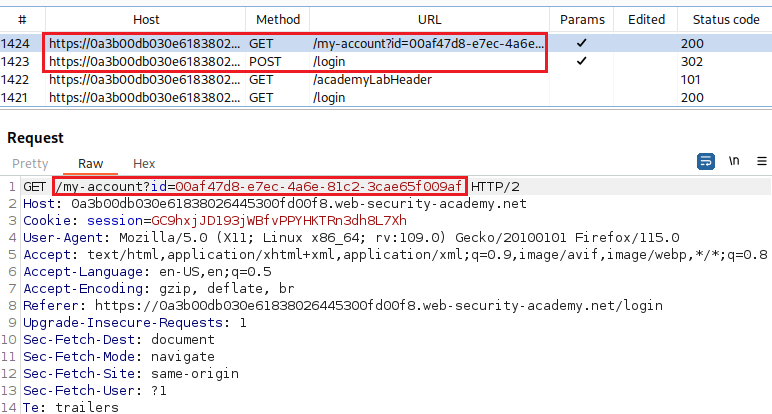 # Host Method URL Params Edited Status code
1424 https://0a3b00db030e6183802... GET /my-account?id=00af47d8-e7ec-4a6e... ✓ 200
1423 https://0a3b00db030e6183802... POST /login ✓ 302
1422 https://0a3b00db030e6183802... GET /academyLabHeader 101
1421 https://0a3b00db030e6183802... GET /login 200
Request
Pretty Raw Hex \n ≡
1 GET /my-account?id=00af47d8-e7ec-4a6e-81c2-3cae65f009af HTTP/2
2 Host: 0a3b00db030e61838026445300fd00f8.web-security-academy.net
3 Cookie: session=GC9hxjJD193jWBfvPPYHKTRn3dh8L7Xh
4 User-Agent: Mozilla/5.0 (X11; Linux x86_64; rv:109.0) Gecko/20100101 Firefox/115.0
5 Accept: text/html,application/xhtml+xml,application/xml;q=0.9,image/avif,image/webp,*/*;q=0.8
6 Accept-Language: en-US,en;q=0.5
7 Accept-Encoding: gzip, deflate, br
8 Referer: https://0a3b00db030e61838026445300fd00f8.web-security-academy.net/login
9 Upgrade-Insecure-Requests: 1
10 Sec-Fetch-Dest: document
11 Sec-Fetch-Mode: navigate
12 Sec-Fetch-Site: same-origin
13 Sec-Fetch-User: ?1
14 Te: trailers